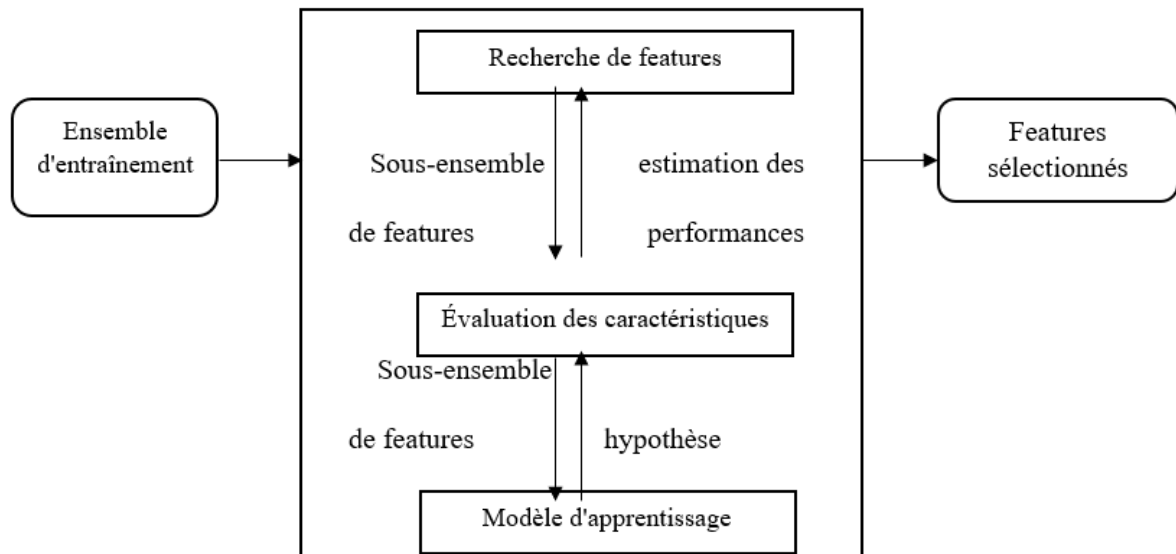 Recherche de features
Ensemble
d'entraînement
Sous-ensemble
de features
estimation des
performances
Features
sélectionnés
Évaluation des caractéristiques
Sous-ensemble
de features
hypothèse
Modèle d'apprentissage